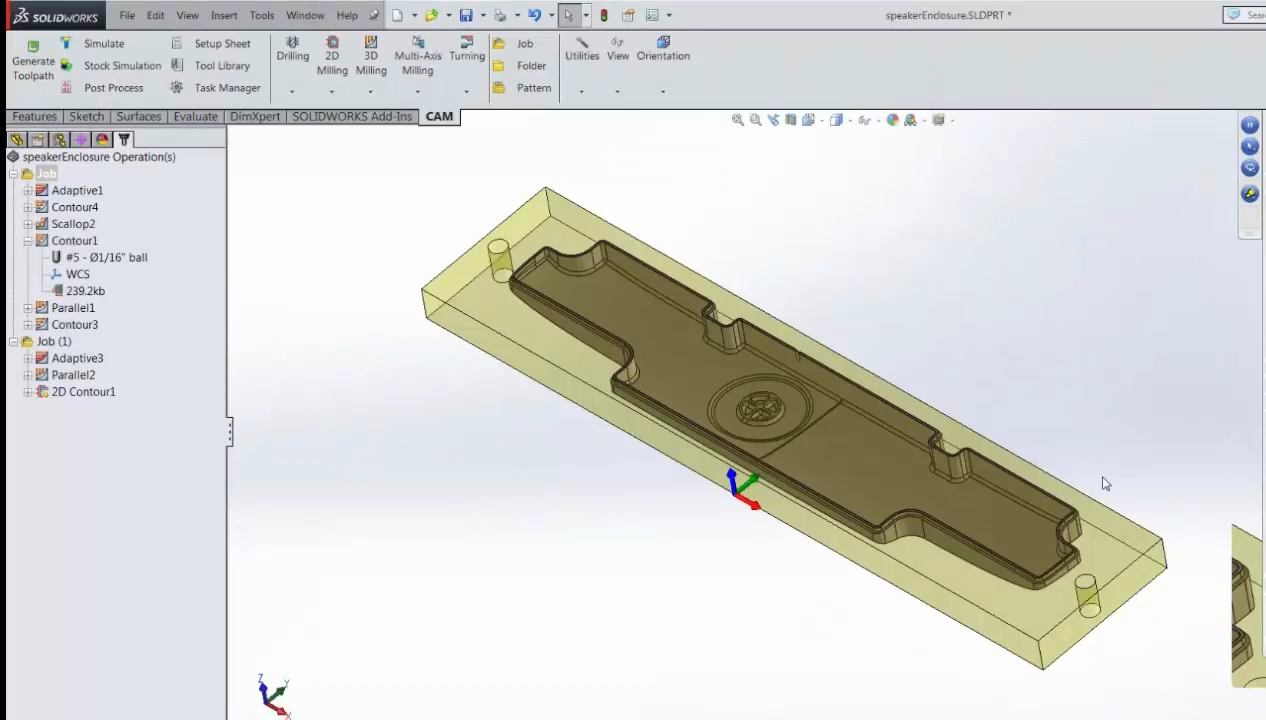 SOLIDWORKS File Edit View Insert Tools Window Help speakerEnclosure.SLDPRT *
Generate Toolpath
Simulate
Stock Simulation
Post Process
Setup Sheet
Tool Library
Task Manager
Drilling
2D Milling
3D Milling
Multi-Axis Milling
Turning
Job
Folder
Pattern
Utilities
View
Orientation
Features Sketch Surfaces Evaluate DimXpert SOLIDWORKS Add-Ins CAM
speakerEnclosure Operation(s)
Job
Adaptive1
Contour4
Scallop2
Contour1
#5 - Ø1/16" ball
WCS
239.2kb
Parallel1
Contour3
Job (1)
Adaptive3
Parallel2
2D Contour1
Z
Y
X